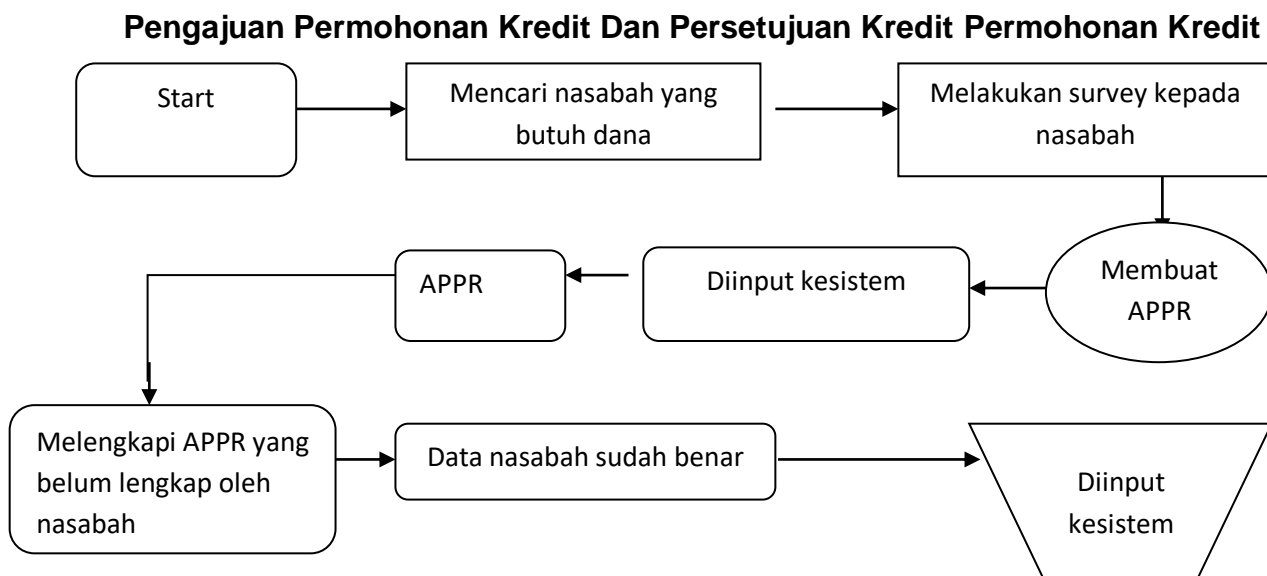 Pengajuan Permohonan Kredit Dan Persetujuan Kredit Permohonan Kredit
Start
Mencari nasabah yang
butuh dana
Melakukan survey kepada
nasabah
Membuat
APPR
Diinput kesistem
APPR
Melengkapi APPR yang
belum lengkap oleh
nasabah
Data nasabah sudah benar
Diinput
kesistem